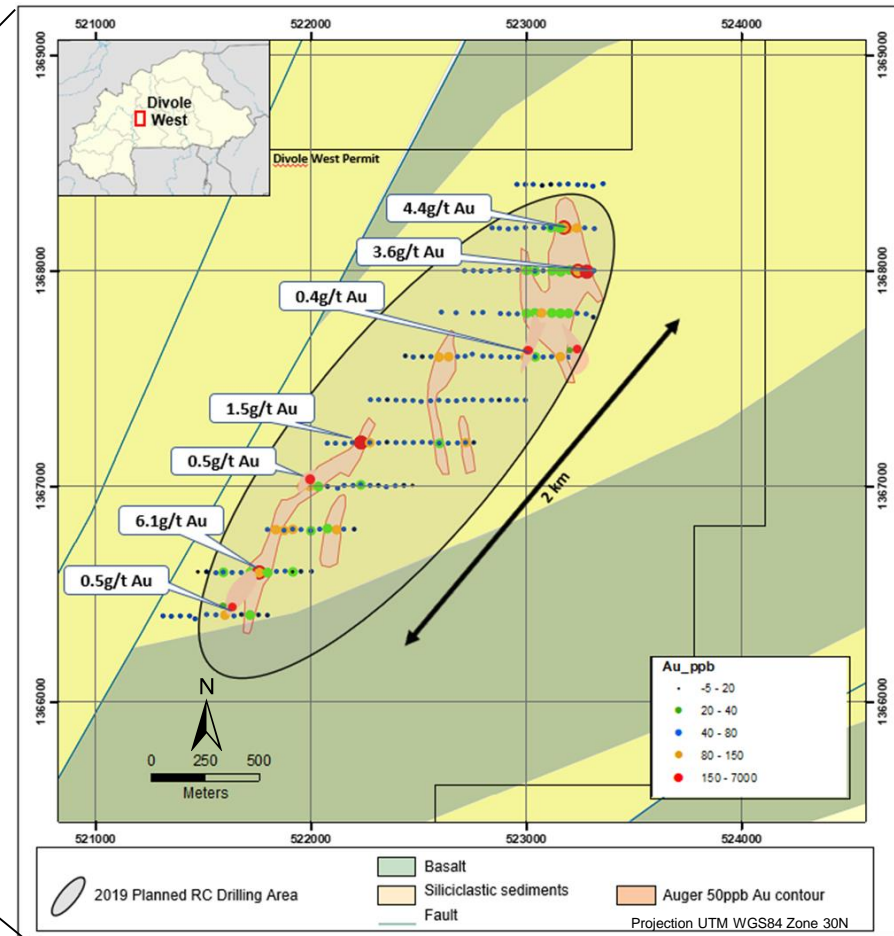 521000 522000 523000 524000
1369000
1369000
Divole
West
Divole West Permit
4.4g/t Au
3.6g/t Au
1368000
1368000
0.4g/t Au
1.5g/t Au
0.5g/t Au
2 km
1367000
1367000
6.1g/t Au
0.5g/t Au
N
0 250 500
Meters
1366000
1366000
Au_ppb
-5 - 20
20 - 40
40 - 80
80 - 150
150 - 7000
521000 522000 523000 524000
2019 Planned RC Drilling Area
Basalt
Siliciclastic sediments
Fault
Auger 50ppb Au contour
Projection UTM WGS84 Zone 30N